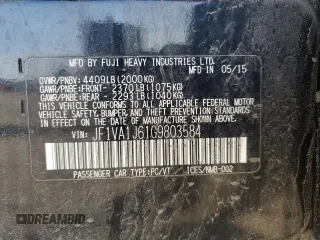 MFD BY FUJI HEAVY INDUSTRIES LTD.
MFD IN 05/15
GVWR/PNBV: 4409LB(2000KG)
GAWR/PNBE:FRONT- 2370LB(1075KG)
GAWR/PNBE:REAR - 2293LB(1040KG)
THIS VEHICLE CONFORMS TO ALL APPLICABLE
FEDERAL MOTOR VEHICLE SAFETY, BUMPER, AND
THEFT PREVENTION STANDARDS IN EFFECT ON
THE DATE OF MANUFACTURE SHOWN ABOVE.
VIN: JF1VA1J61G9803584
PASSENGER CAR TYPE:PC/VT ICES/NMB-002
DREAMBID